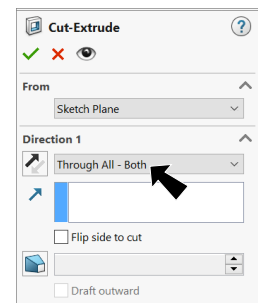 Cut-Extrude
?
From
Sketch Plane
Direction 1
Through All - Both
Flip side to cut
Draft outward